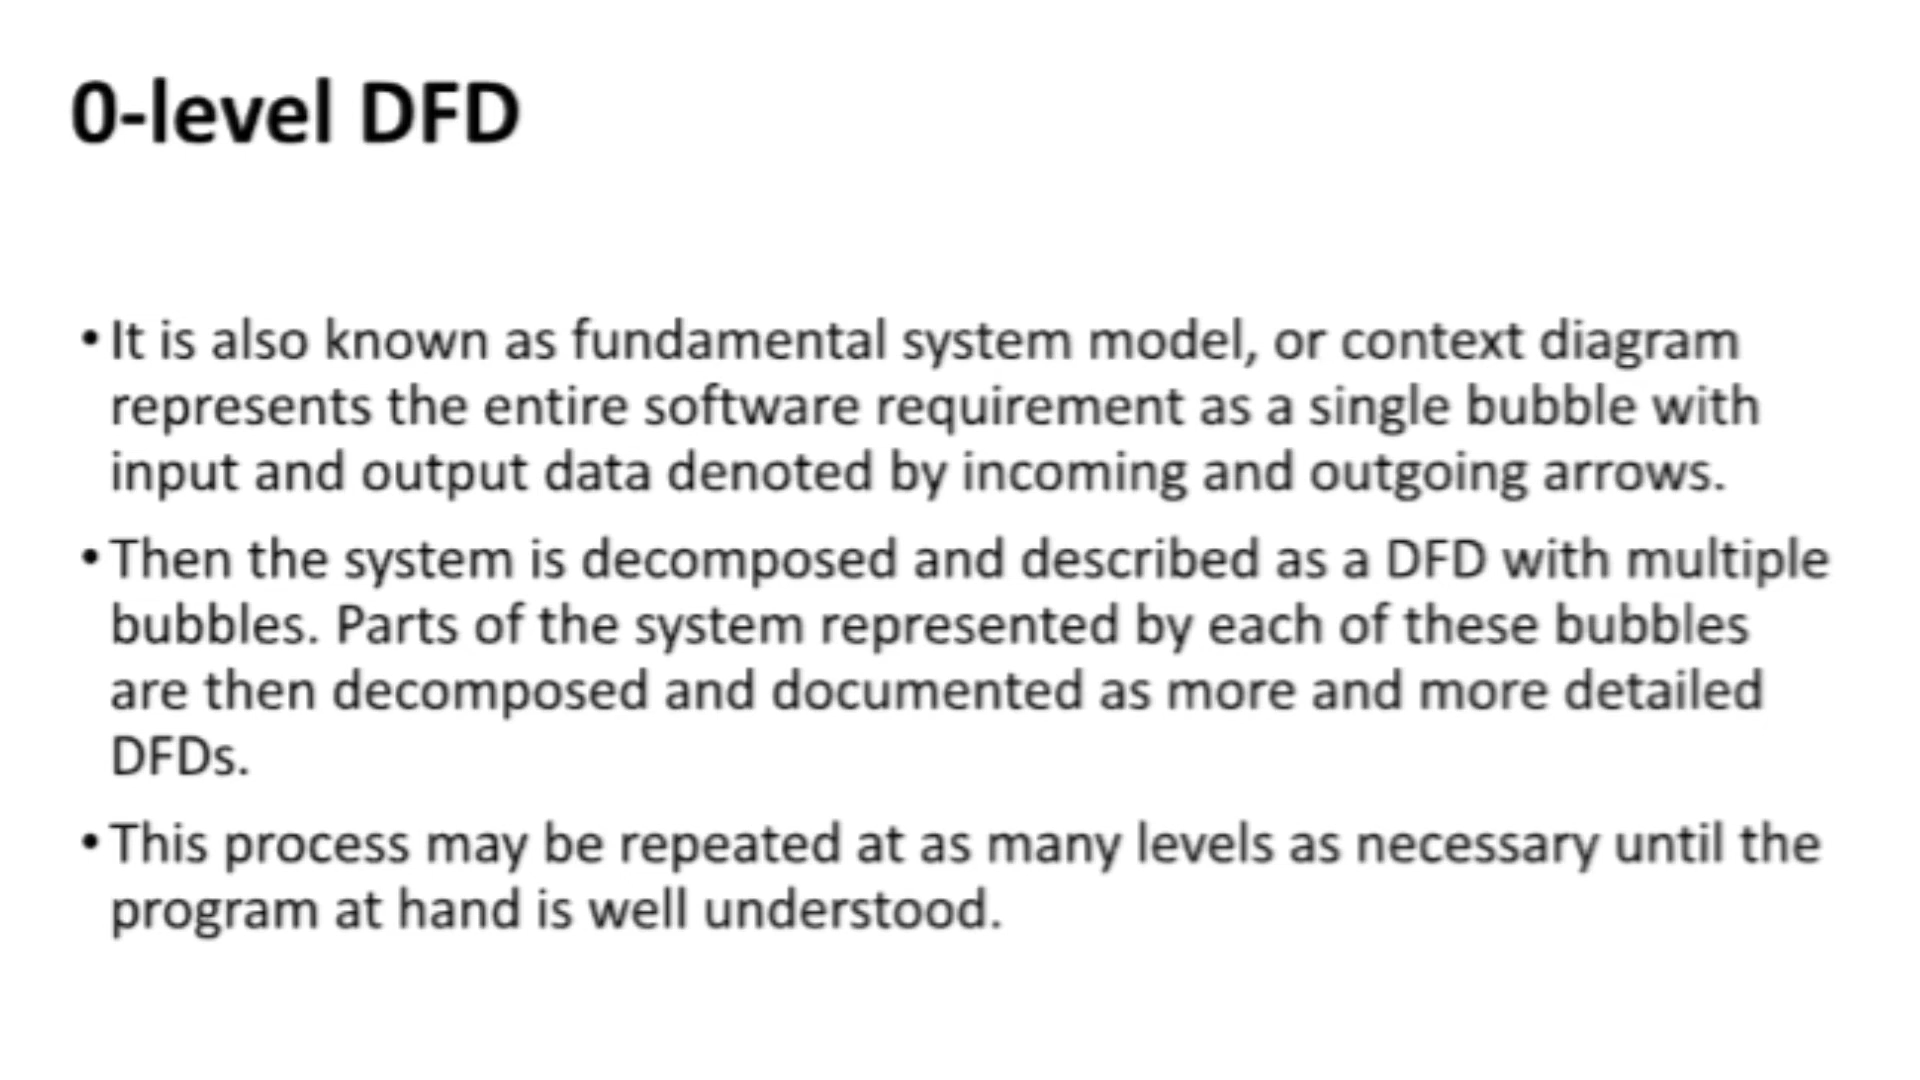 0-level DFD
• It is also known as fundamental system model, or context diagram
represents the entire software requirement as a single bubble with
input and output data denoted by incoming and outgoing arrows.
• Then the system is decomposed and described as a DFD with multiple
bubbles. Parts of the system represented by each of these bubbles
are then decomposed and documented as more and more detailed
DFDs.
• This process may be repeated at as many levels as necessary until the
program at hand is well understood.